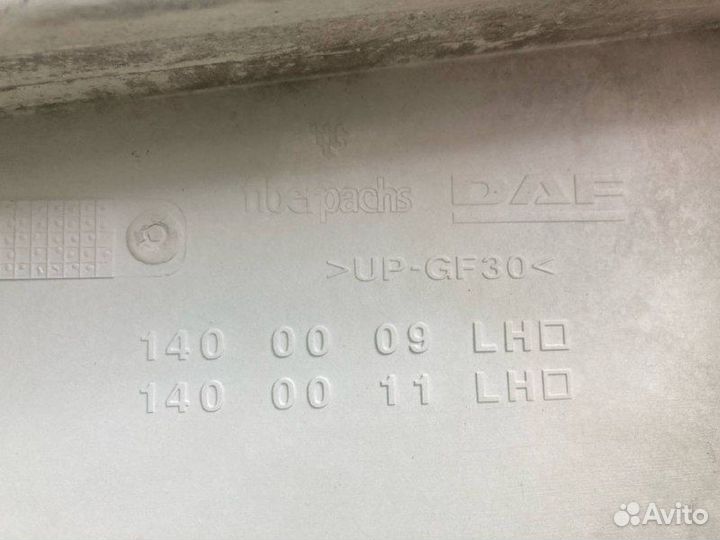 fiberpachs DAF
>UP-GF30<
140 00 09 LH□
140 00 11 LH□
Avito